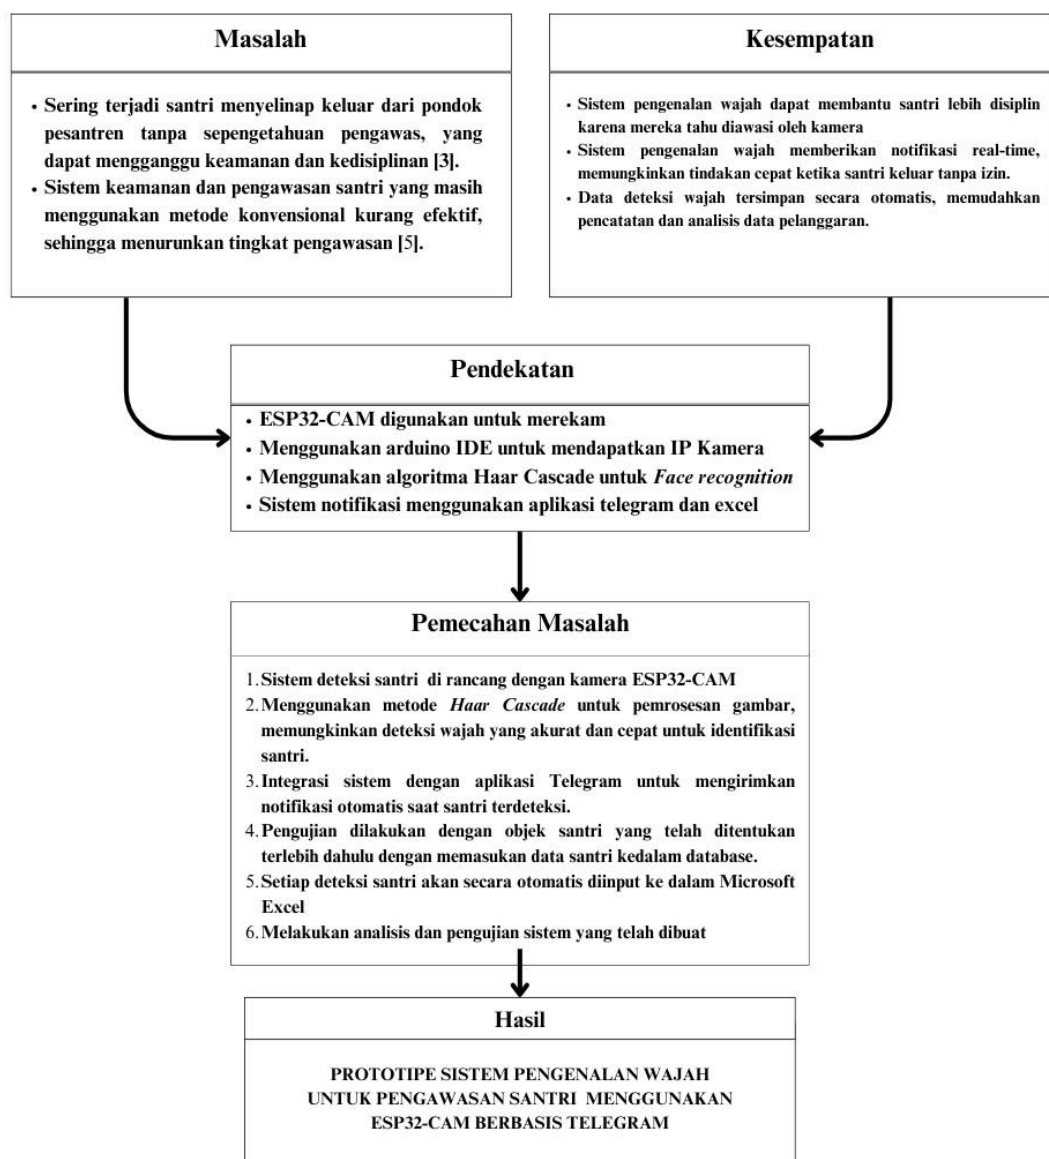 Masalah
• Sering terjadi santri menyelinap keluar dari pondok
pesantren tanpa sepengetahuan pengawas, yang
dapat mengganggu keamanan dan kedisiplinan [3].
• Sistem keamanan dan pengawasan santri yang masih
menggunakan metode konvensional kurang efektif,
sehingga menurunkan tingkat pengawasan [5].
Kesempatan
• Sistem pengenalan wajah dapat membantu santri lebih disiplin
karena mereka tahu diawasi oleh kamera
• Sistem pengenalan wajah memberikan notifikasi real-time,
memungkinkan tindakan cepat ketika santri keluar tanpa izin.
• Data deteksi wajah tersimpan secara otomatis, memudahkan
pencatatan dan analisis data pelanggaran.
Pendekatan
• ESP32-CAM digunakan untuk merekam
• Menggunakan arduino IDE untuk mendapatkan IP Kamera
• Menggunakan algoritma Haar Cascade untuk Face recognition
• Sistem notifikasi menggunakan aplikasi telegram dan excel
Pemecahan Masalah
1. Sistem deteksi santri di rancang dengan kamera ESP32-CAM
2. Menggunakan metode Haar Cascade untuk pemrosesan gambar,
memungkinkan deteksi wajah yang akurat dan cepat untuk identifikasi
santri.
3. Integrasi sistem dengan aplikasi Telegram untuk mengirimkan
notifikasi otomatis saat santri terdeteksi.
4. Pengujian dilakukan dengan objek santri yang telah ditentukan
terlebih dahulu dengan memasukan data santri kedalam database.
5. Setiap deteksi santri akan secara otomatis diinput ke dalam Microsoft
Excel
6. Melakukan analisis dan pengujian sistem yang telah dibuat
Hasil
PROTOTIPE SISTEM PENGENALAN WAJAH
UNTUK PENGAWASAN SANTRI MENGGUNAKAN
ESP32-CAM BERBASIS TELEGRAM